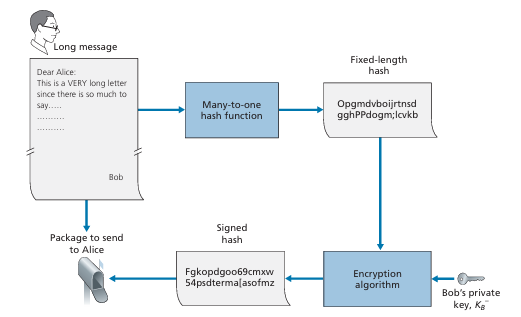 Long message
Dear Alice:
This is a VERY long letter
since there is so much to
say.....
.........
.........
Bob
Many-to-one
hash function
Fixed-length
hash
Opgmdvboijrtnsd
gghPPdogm;lcvkb
Package to send
to Alice
Signed
hash
Fgkopdgoo69cmxw
54psdterma[asofmz
Encryption
algorithm
Bob's private
key, K_B^–